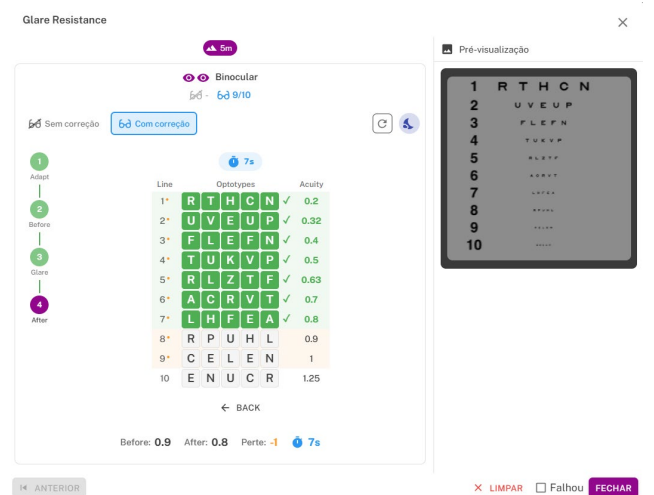 Glare Resistance
5m
Binocular
- 9/10
Sem correção
Com correção
7s
1
Adapt
2
Before
3
Glare
4
After
Line Optotypes Acuity
1* R T H C N ✓ 0.2
2* U V E U P ✓ 0.32
3* F L E F N ✓ 0.4
4* T U K V P ✓ 0.5
5* R L Z T F ✓ 0.63
6* A C R V T ✓ 0.7
7* L H F E A ✓ 0.8
8* R P U H L 0.9
9* C E L E N 1
10 E N U C R 1.25
← BACK
Before: 0.9 After: 0.8 Perte: -1 7s
ANTERIOR
Pré-visualização
1 R T H C N
2 U V E U P
3 F L E F N
4 T U K V P
5 R L Z T F
6 A C R V T
7
8
9
10
LIMPAR
Falhou
FECHAR